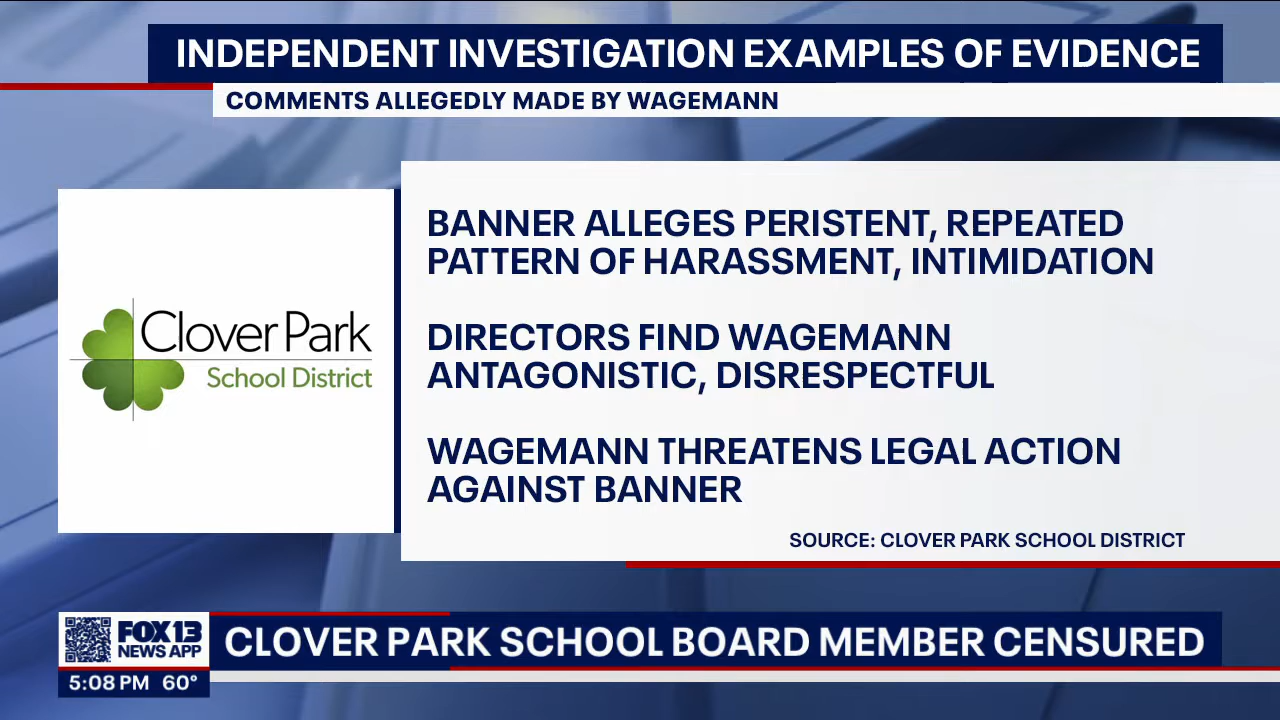 INDEPENDENT INVESTIGATION EXAMPLES OF EVIDENCE
COMMENTS ALLEGEDLY MADE BY WAGEMANN
Clover Park
School District
BANNER ALLEGES PERISTENT, REPEATED
PATTERN OF HARASSMENT, INTIMIDATION
DIRECTORS FIND WAGEMANN
ANTAGONISTIC, DISRESPECTFUL
WAGEMANN THREATENS LEGAL ACTION
AGAINST BANNER
SOURCE: CLOVER PARK SCHOOL DISTRICT
FOX13
NEWS APP
CLOVER PARK SCHOOL BOARD MEMBER CENSURED
5:08 PM 60°